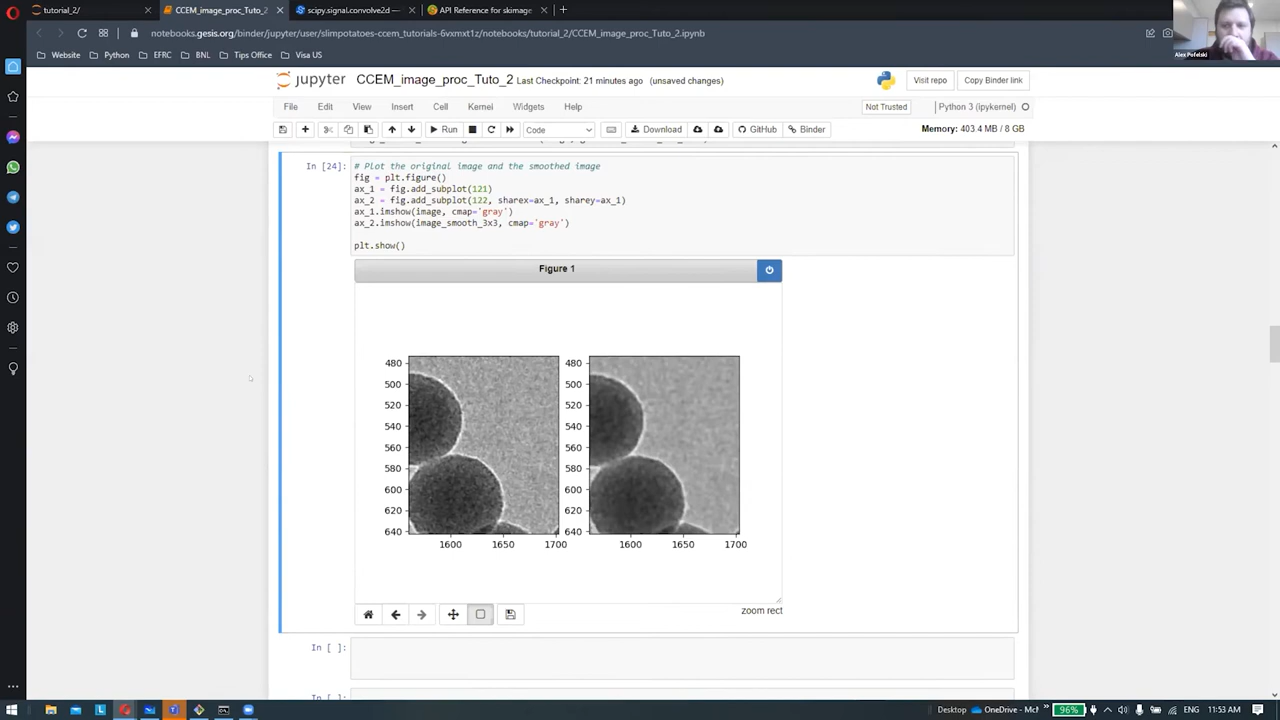 tutorial_2/
CCEM_image_proc_Tuto_2
scipy.signal.convolve2d —
API Reference for skimage
notebooks.gesis.org/binder/jupyter/user/slimpotatoes-ccem_tutorials-6vxmxt1z/notebooks/tutorial_2/CCEM_image_proc_Tuto_2.ipynb
Website
Python
EFRC
BNL
Tips Office
Visa US
Alex Pofelski
jupyter
CCEM_image_proc_Tuto_2
Last Checkpoint: 21 minutes ago
(unsaved changes)
Visit repo
Copy Binder link
File
Edit
View
Insert
Cell
Kernel
Widgets
Help
Not Trusted
Python 3 (ipykernel)
Run
Code
Download
GitHub
Binder
Memory: 403.4 MB / 8 GB
In [24]:
# Plot the original image and the smoothed image
fig = plt.figure()
ax_1 = fig.add_subplot(121)
ax_2 = fig.add_subplot(122, sharex=ax_1, sharey=ax_1)
ax_1.imshow(image, cmap='gray')
ax_2.imshow(image_smooth_3x3, cmap='gray')
plt.show()
Figure 1
480
500
520
540
560
580
600
620
640
1600
1650
1700
480
500
520
540
560
580
600
620
640
1600
1650
1700
zoom rect
In [ ]:
In [ ]:
Desktop
OneDrive - McM
96%
ENG
11:53 AM